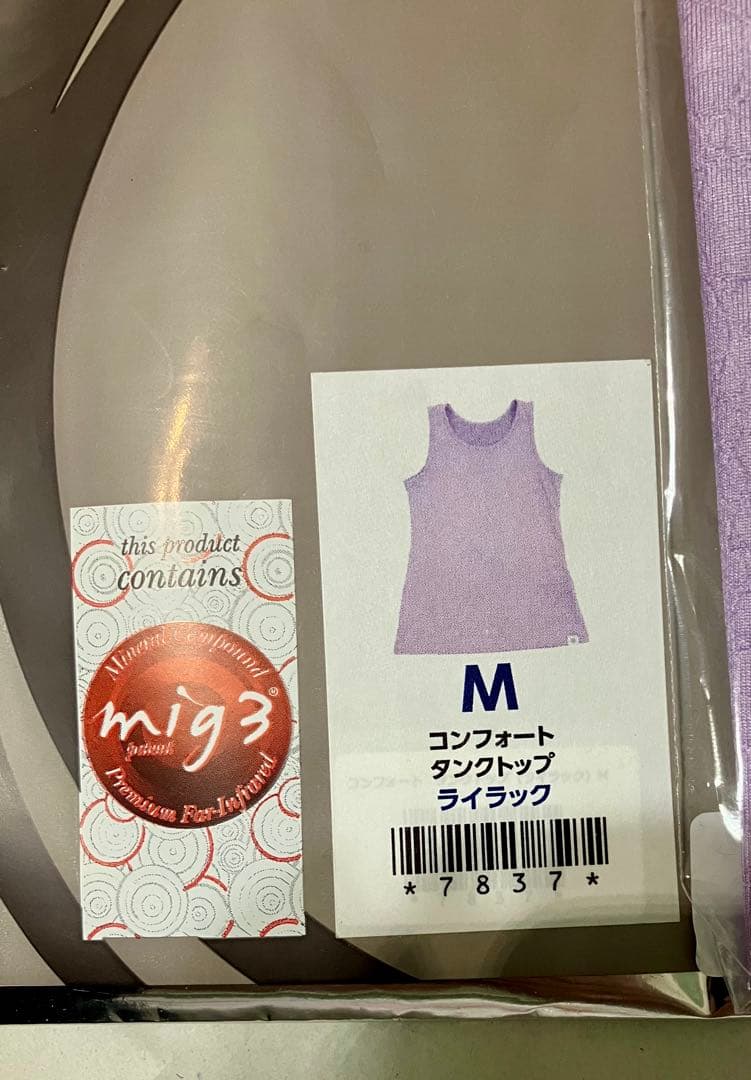 this product
contains
Mineral Compound
mig3®
patent
Premium Far-Infrared
M
コンフォート
タンクトップ
ライラック
*7837*